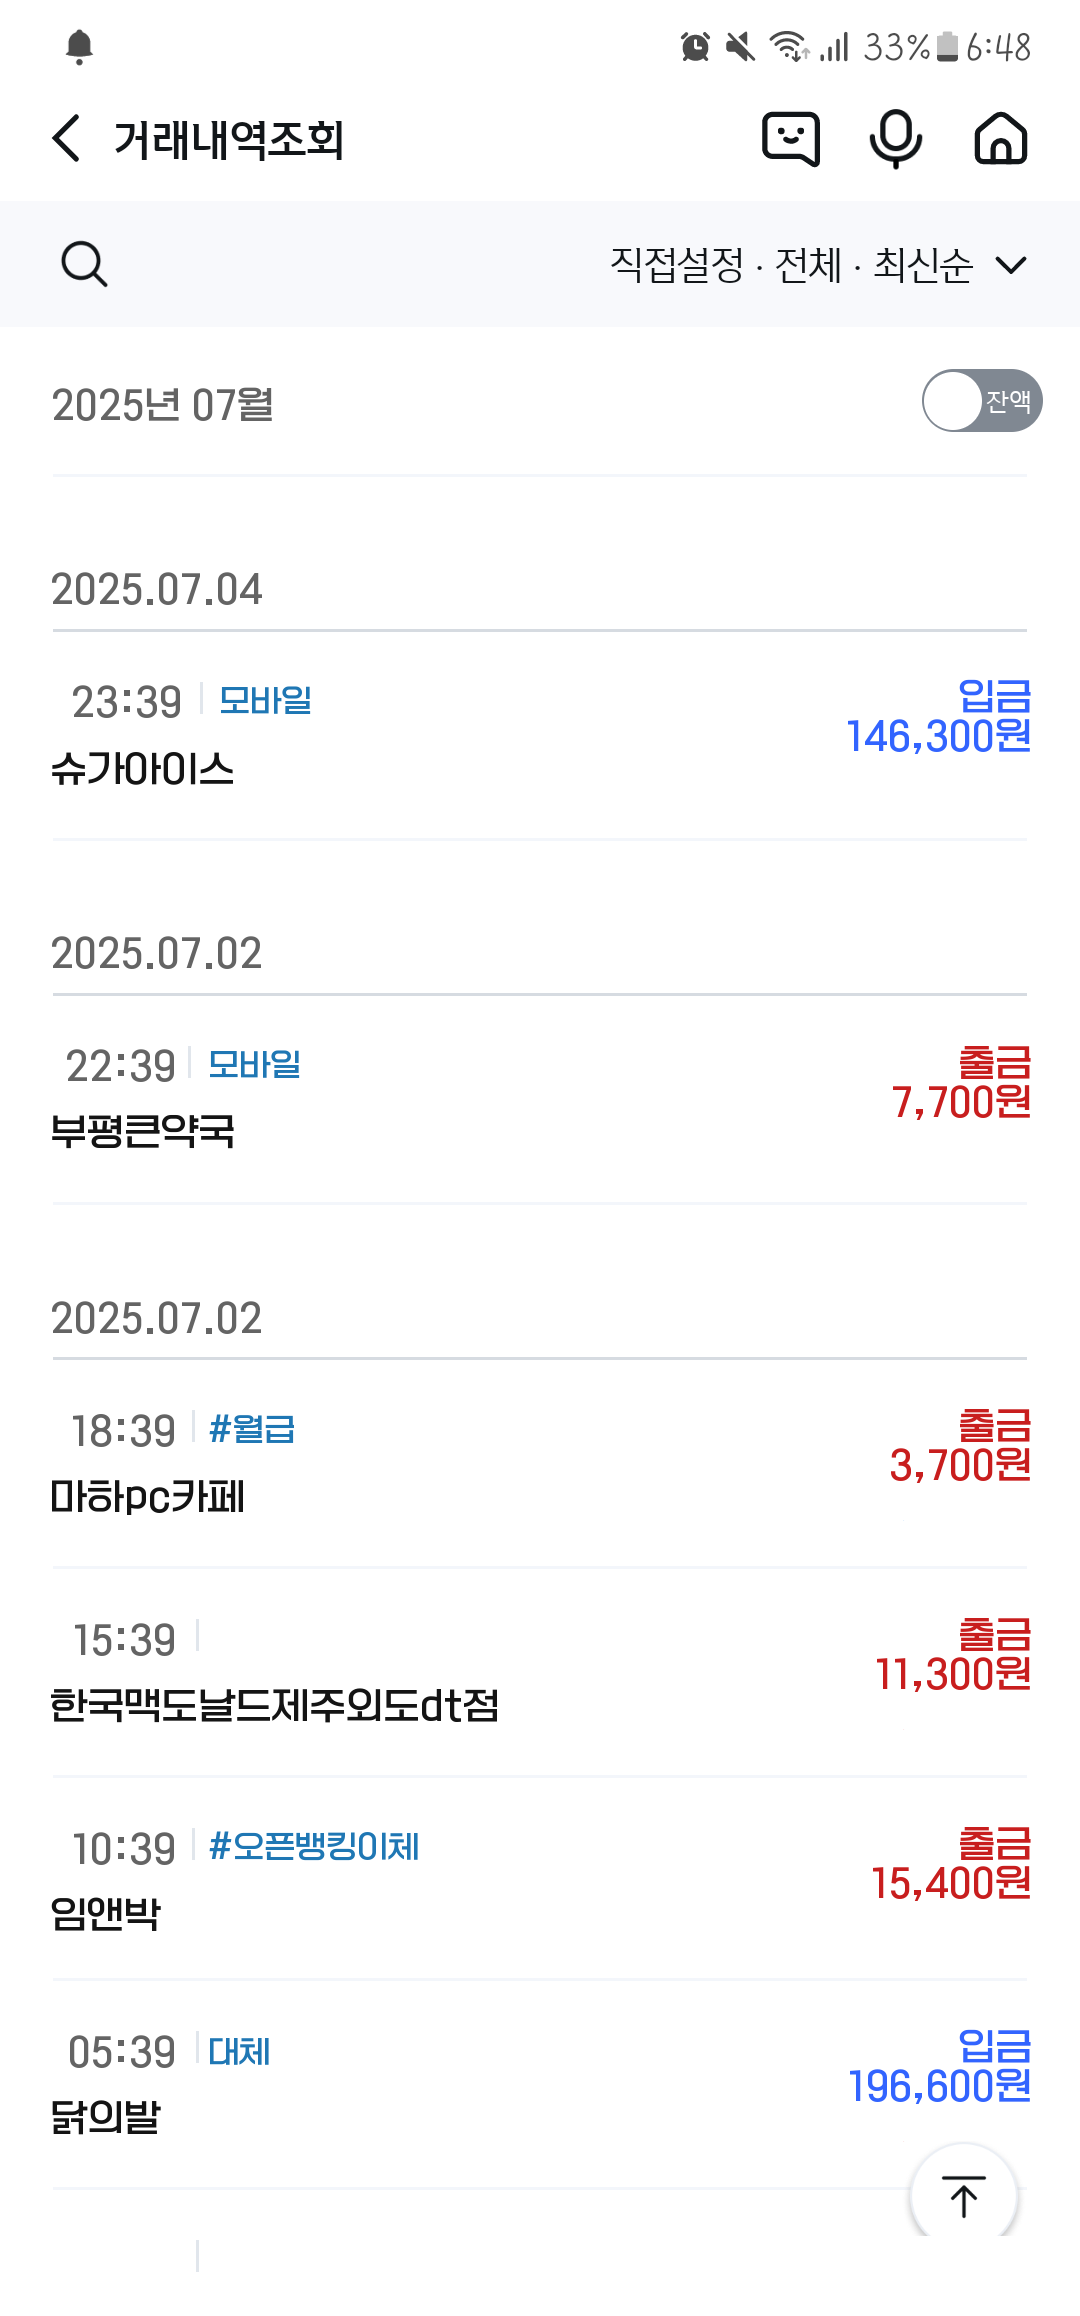 33% 6:48
거래내역조회
직접설정 · 전체 · 최신순
2025년 07월 잔액
2025.07.04
23:39 모바일 입금
146,300원
슈가아이스
2025.07.02
22:39 모바일 출금
7,700원
부평큰약국
2025.07.02
18:39 #월급 출금
3,700원
마하pc카페
15:39 출금
11,300원
한국맥도날드제주외도dt점
10:39 #오픈뱅킹이체 출금
15,400원
임앤박
05:39 대체 입금
196,600원
닭의발